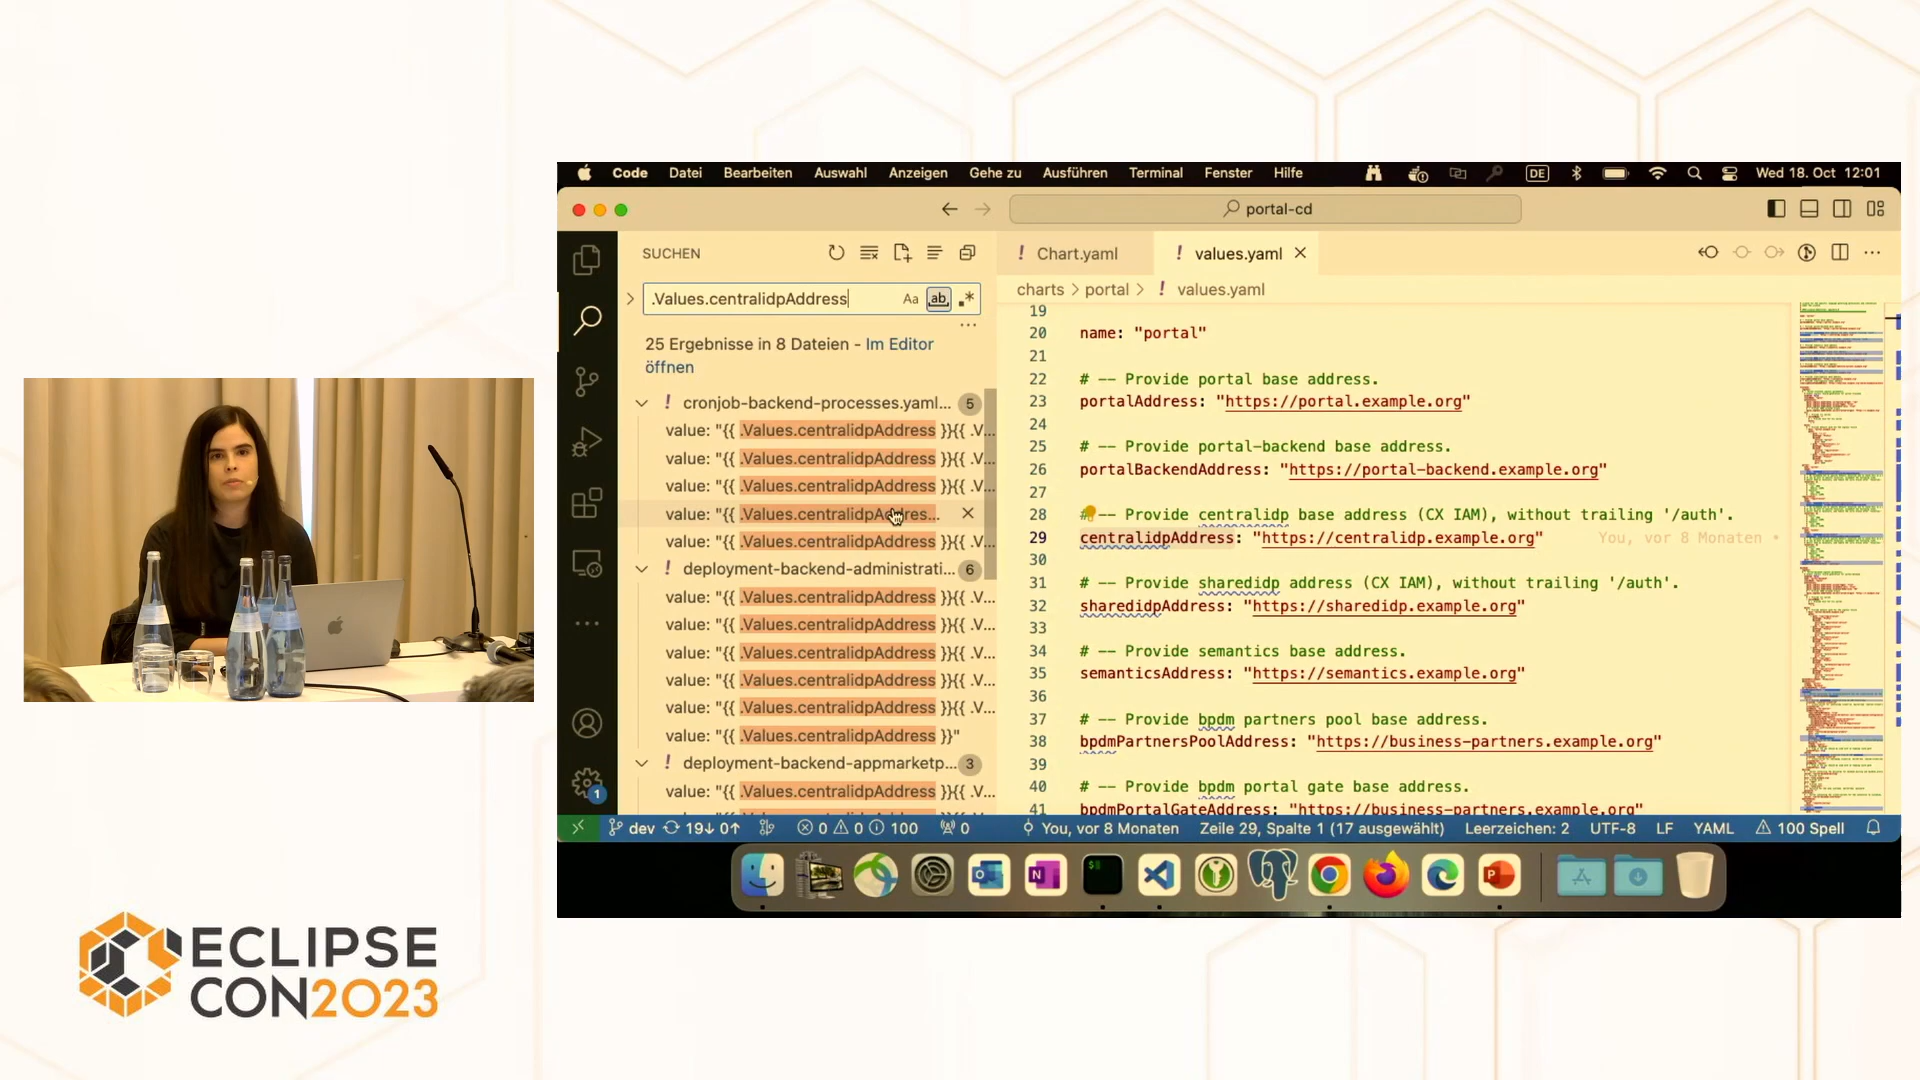 Code Datei Bearbeiten Auswahl Anzeigen Gehe zu Ausführen Terminal Fenster Hilfe DE Wed 18. Oct 12:01
portal-cd
SUCHEN
.Values.centralidpAddress Aa ab
25 Ergebnisse in 8 Dateien - Im Editor
öffnen
cronjob-backend-processes.yaml... 5
value: "{{ .Values.centralidpAddress }}{{ .V...
value: "{{ .Values.centralidpAddress }}{{ .V...
value: "{{ .Values.centralidpAddress }}{{ .V...
value: "{{ .Values.centralidpAddres...
value: "{{ .Values.centralidpAddress }}{{ .V...
deployment-backend-administrati... 6
value: "{{ .Values.centralidpAddress }}{{ .V...
value: "{{ .Values.centralidpAddress }}{{ .V...
value: "{{ .Values.centralidpAddress }}{{ .V...
value: "{{ .Values.centralidpAddress }}{{ .V...
value: "{{ .Values.centralidpAddress }}{{ .V...
value: "{{ .Values.centralidpAddress }}"
deployment-backend-appmarketp... 3
value: "{{ .Values.centralidpAddress }}{{ .V...
Chart.yaml values.yaml
charts > portal > ! values.yaml
19
20 name: "portal"
21
22 # -- Provide portal base address.
23 portalAddress: "https://portal.example.org"
24
25 # -- Provide portal-backend base address.
26 portalBackendAddress: "https://portal-backend.example.org"
27
28 # -- Provide centralidp base address (CX IAM), without trailing '/auth'.
29 centralidpAddress: "https://centralidp.example.org" You, vor 8 Monaten •
30
31 # -- Provide sharedidp address (CX IAM), without trailing '/auth'.
32 sharedidpAddress: "https://sharedidp.example.org"
33
34 # -- Provide semantics base address.
35 semanticsAddress: "https://semantics.example.org"
36
37 # -- Provide bpdm partners pool base address.
38 bpdmPartnersPoolAddress: "https://business-partners.example.org"
39
40 # -- Provide bpdm portal gate base address.
41 bpdmPortalGateAddress: "https://business-partners.example.org"
1
dev 19↓ 0↑ 0 0 100 0 You, vor 8 Monaten Zeile 29, Spalte 1 (17 ausgewählt) Leerzeichen: 2 UTF-8 LF YAML 100 Spell
ECLIPSE
CON2023